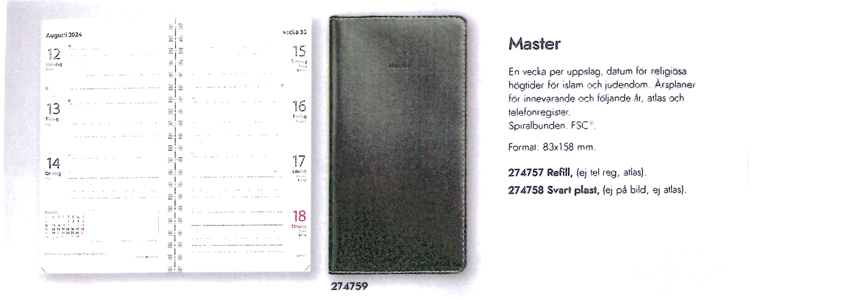 Augusti 2024
vecka 33
12
Måndag
13
Tisdag
14
Onsdag
15
Torsdag
16
Fredag
17
Lördag
18
Söndag
274759
Master
En vecka per uppslag, datum för religiösa
högtider för islam och judendom. Årsplaner
för innevarande och följande år, atlas och
telefonregister.
Spiralbunden. FSC®.
Format: 83x158 mm.
274757 Refill, (ej tel reg, atlas).
274758 Svart plast, (ej på bild, ej atlas).